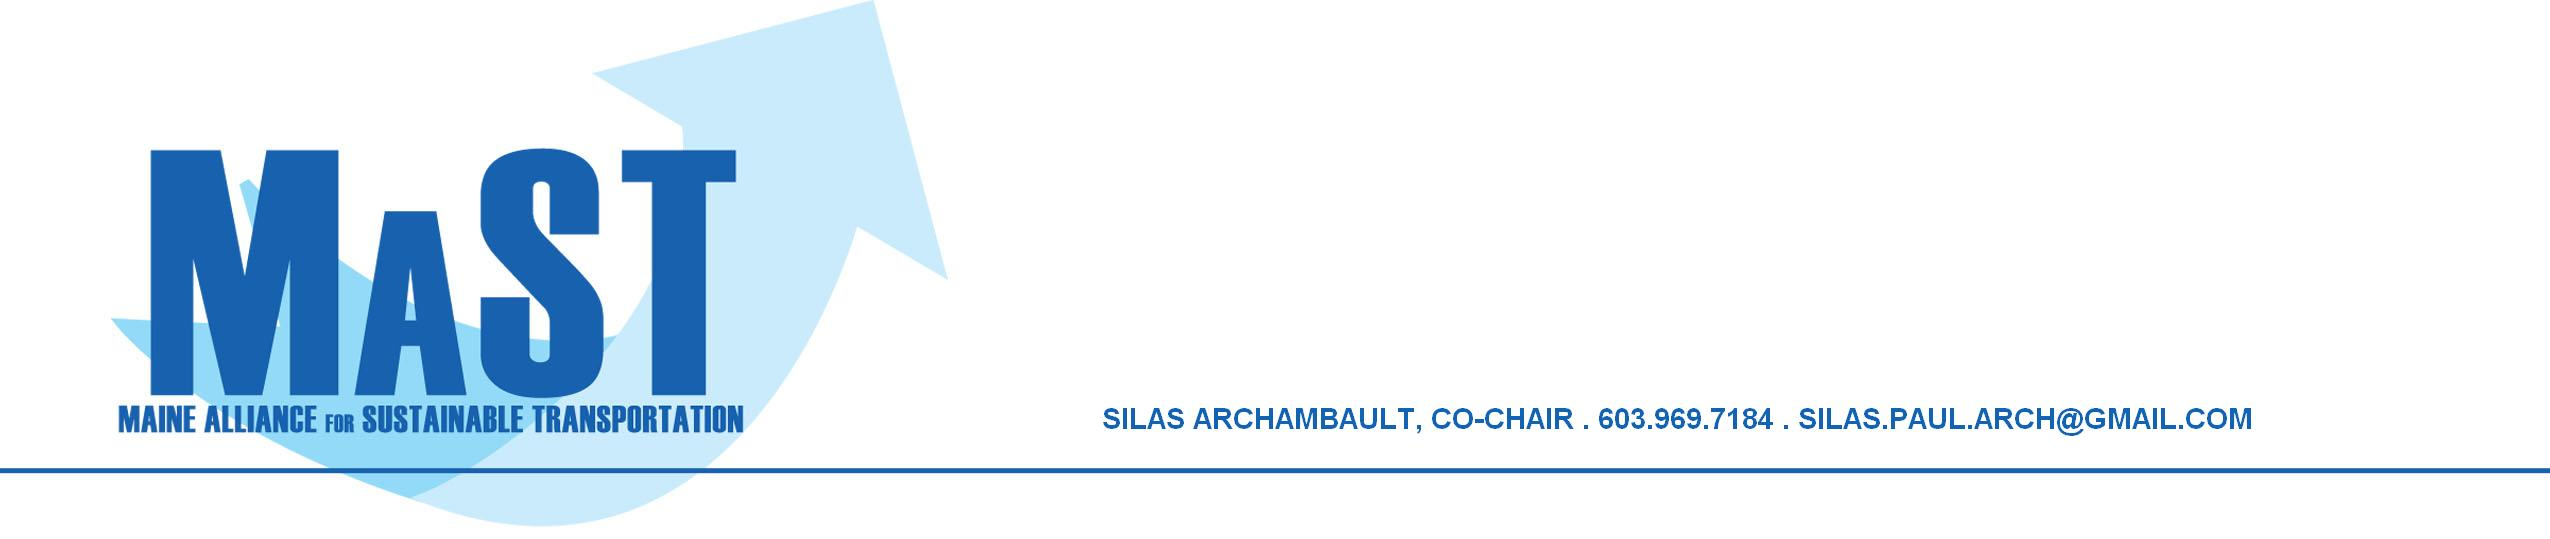 MAST
MAINE ALLIANCE FOR SUSTAINABLE TRANSPORTATION
SILAS ARCHAMBAULT, CO-CHAIR . 603.969.7184 . SILAS.PAUL.ARCH@GMAIL.COM